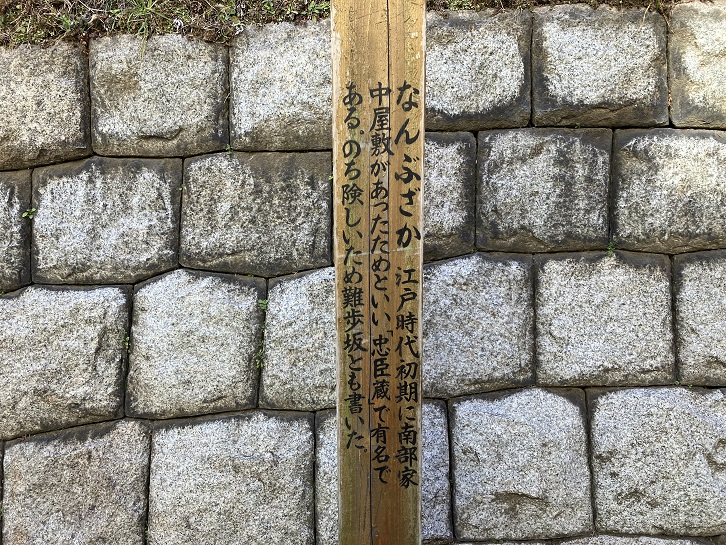 なんぶざか 江戸時代初期に南部家
中屋敷があったためといい、「忠臣蔵」で有名で
ある。のち険しいため難歩坂とも書いた。